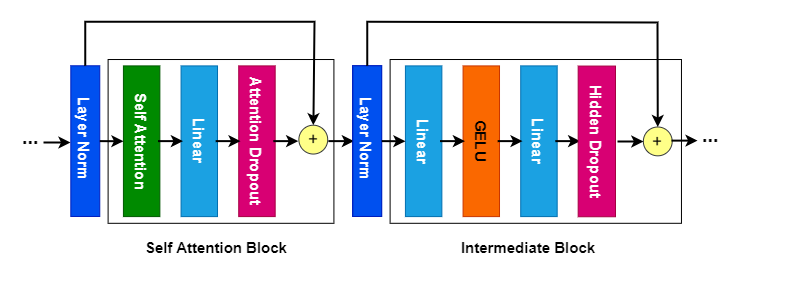 ...
Layer Norm
Self Attention
Linear
Attention Dropout
+
Layer Norm
Linear
GELU
Linear
Hidden Dropout
+
...
Self Attention Block
Intermediate Block